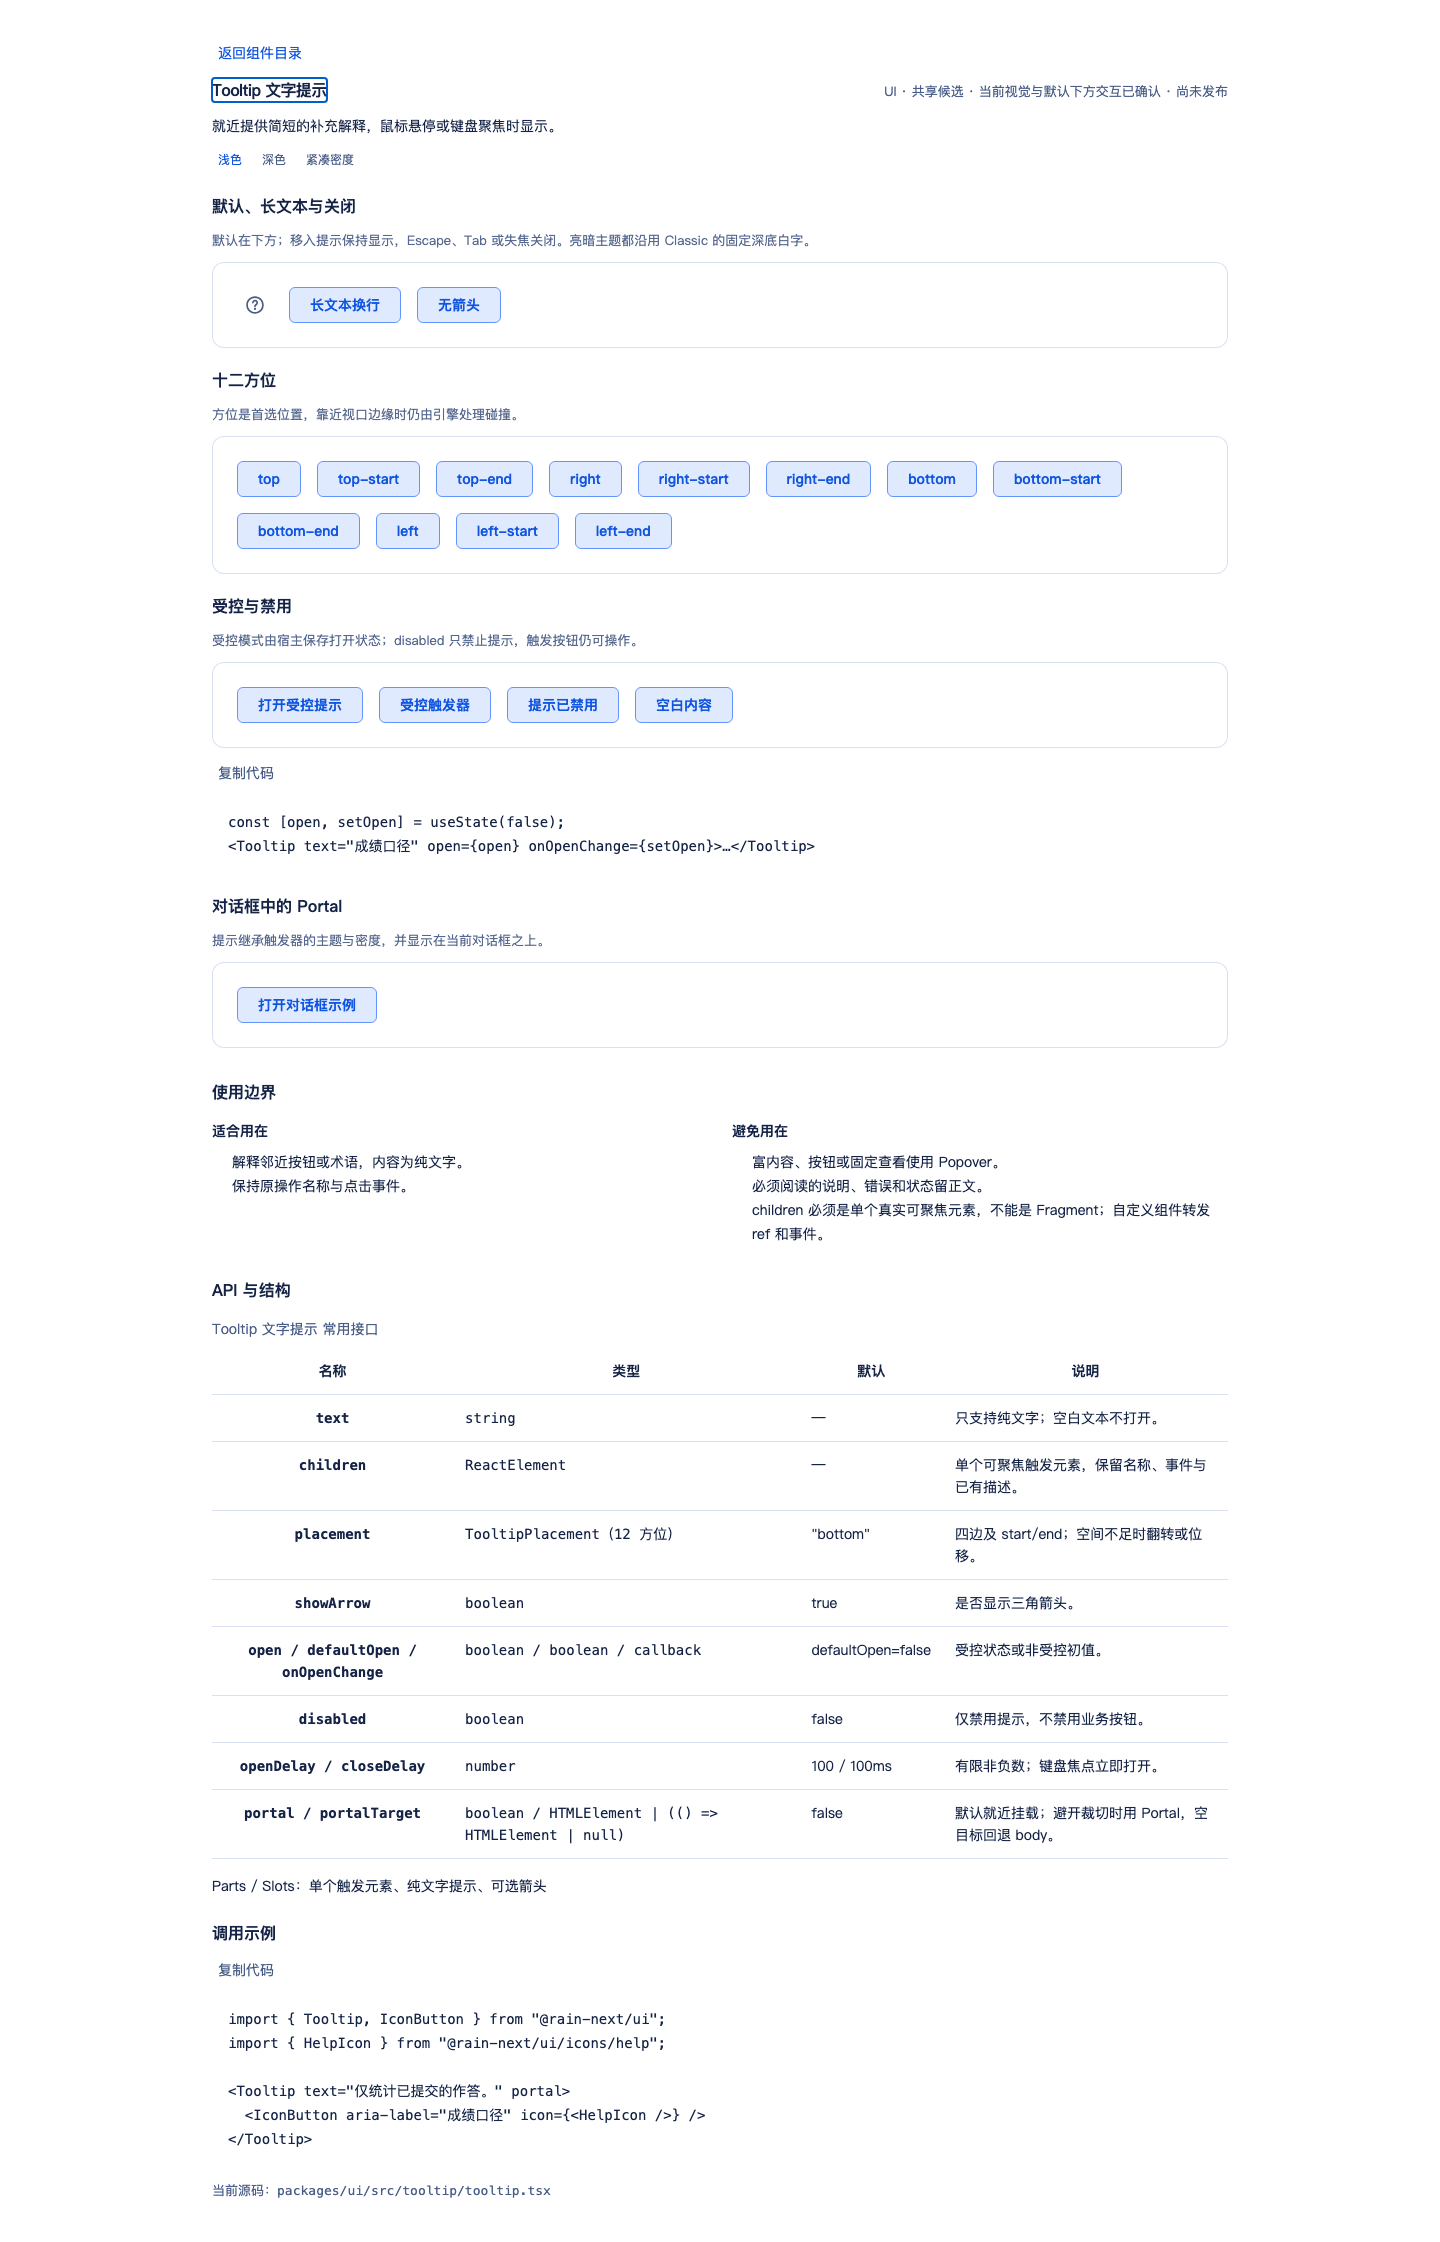 返回组件目录
Tooltip 文字提示
UI · 共享候选 · 当前视觉与默认下方交互已确认 · 尚未发布
就近提供简短的补充解释，鼠标悬停或键盘聚焦时显示。
浅色 深色 紧凑密度
默认、长文本与关闭
默认在下方；移入提示保持显示，Escape、Tab 或失焦关闭。亮暗主题都沿用 Classic 的固定深底白字。
长文本换行 无箭头
十二方位
方位是首选位置，靠近视口边缘时仍由引擎处理碰撞。
top top-start top-end right right-start right-end bottom bottom-start
bottom-end left left-start left-end
受控与禁用
受控模式由宿主保存打开状态；disabled 只禁止提示，触发按钮仍可操作。
打开受控提示 受控触发器 提示已禁用 空白内容
复制代码
const [open, setOpen] = useState(false);
<Tooltip text="成绩口径" open={open} onOpenChange={setOpen}>…</Tooltip>
对话框中的 Portal
提示继承触发器的主题与密度，并显示在当前对话框之上。
打开对话框示例
使用边界
适合用在
解释邻近按钮或术语，内容为纯文字。
保持原操作名称与点击事件。
避免用在
富内容、按钮或固定查看使用 Popover。
必须阅读的说明、错误和状态留正文。
children 必须是单个真实可聚焦元素，不能是 Fragment；自定义组件转发
ref 和事件。
API 与结构
Tooltip 文字提示 常用接口
名称 类型 默认 说明
text string — 只支持纯文字；空白文本不打开。
children ReactElement — 单个可聚焦触发元素，保留名称、事件与
已有描述。
placement TooltipPlacement（12 方位） "bottom" 四边及 start/end；空间不足时翻转或位
移。
showArrow boolean true 是否显示三角箭头。
open / defaultOpen / boolean / boolean / callback defaultOpen=false 受控状态或非受控初值。
onOpenChange
disabled boolean false 仅禁用提示，不禁用业务按钮。
openDelay / closeDelay number 100 / 100ms 有限非负数；键盘焦点立即打开。
portal / portalTarget boolean / HTMLElement | (() => false 默认就近挂载；避开裁切时用 Portal，空
HTMLElement | null) 目标回退 body。
Parts / Slots：单个触发元素、纯文字提示、可选箭头
调用示例
复制代码
import { Tooltip, IconButton } from "@rain-next/ui";
import { HelpIcon } from "@rain-next/ui/icons/help";
<Tooltip text="仅统计已提交的作答。" portal>
<IconButton aria-label="成绩口径" icon={<HelpIcon />} />
</Tooltip>
当前源码：packages/ui/src/tooltip/tooltip.tsx